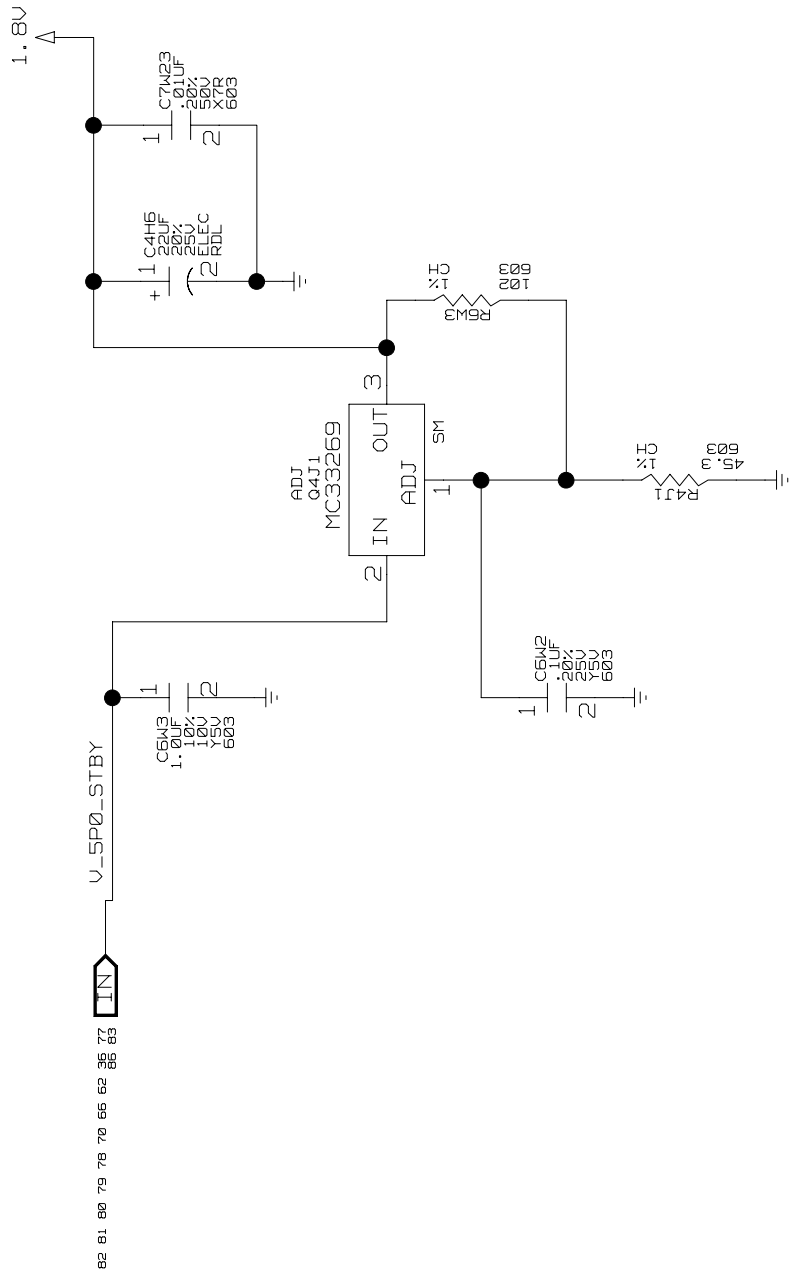 1.8V
C7W23
.01UF
20%
50V
X7R
603
1
2
C4H6
22UF
20%
25V
ELEC
RDL
+
1
2
1%
CH
102
603
R6W3
3
OUT
SM
ADJ
Q4J1
MC33269
IN
ADJ
1
2
1%
CH
45.3
603
R4J1
1
2
C6W3
1.0UF
10%
10V
Y5V
603
C6W2
.1UF
20%
25V
Y5V
603
1
2
V_5P0_STBY
IN
82 81 80 79 78 70 66 62 36 77
86 83